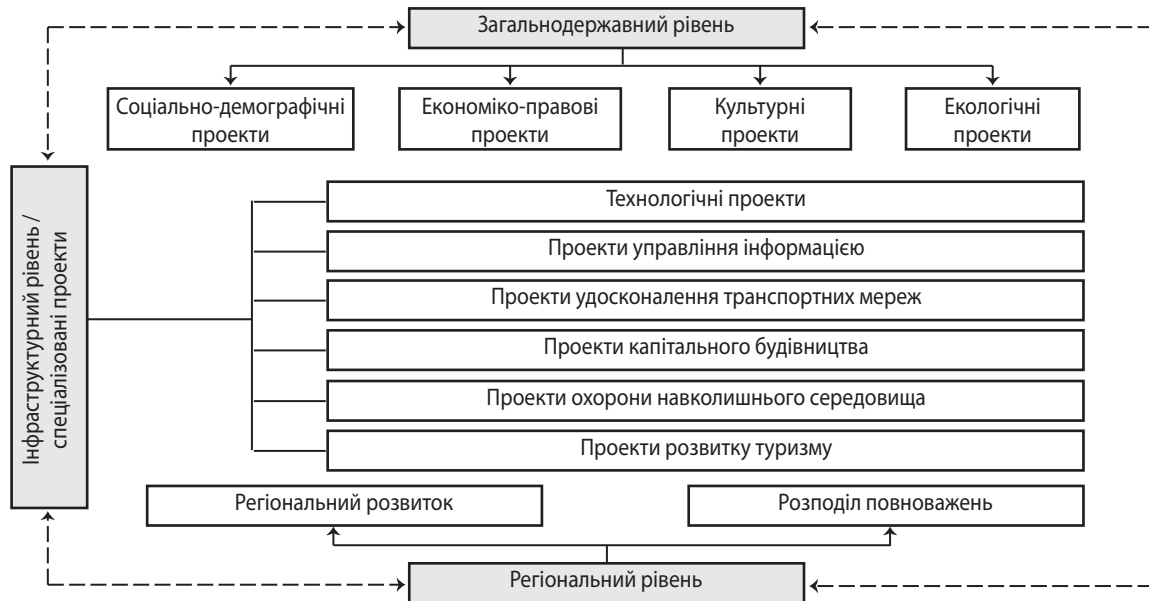 Загальнодержавний рівень
Соціально-демографічні
проекти
Економіко-правові
проекти
Культурні
проекти
Екологічні
проекти
Інфраструктурний рівень /
спеціалізовані проекти
Технологічні проекти
Проекти управління інформацією
Проекти удосконалення транспортних мереж
Проекти капітального будівництва
Проекти охорони навколишнього середовища
Проекти розвитку туризму
Регіональний розвиток
Розподіл повноважень
Регіональний рівень